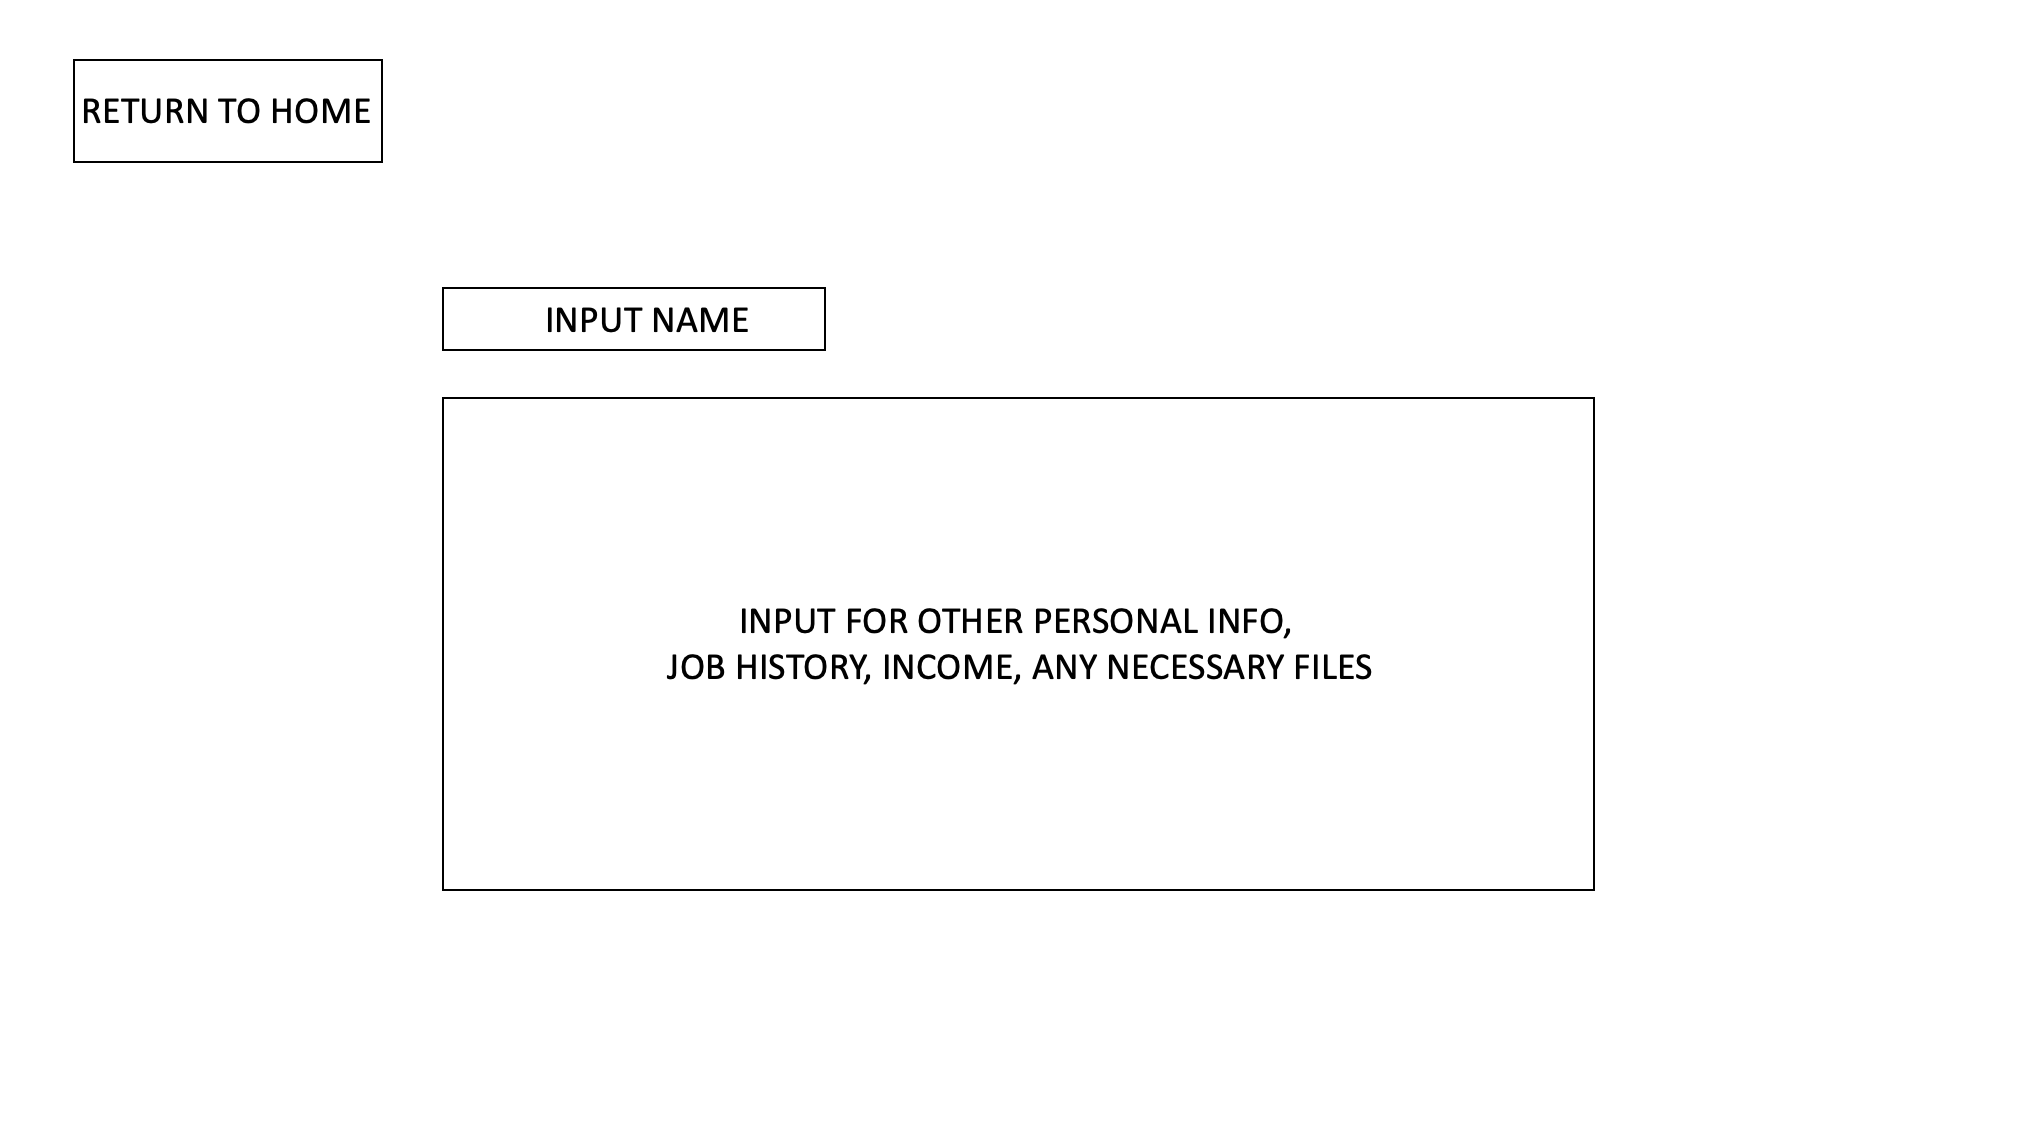 RETURN TO HOME
INPUT NAME
INPUT FOR OTHER PERSONAL INFO,
JOB HISTORY, INCOME, ANY NECESSARY FILES